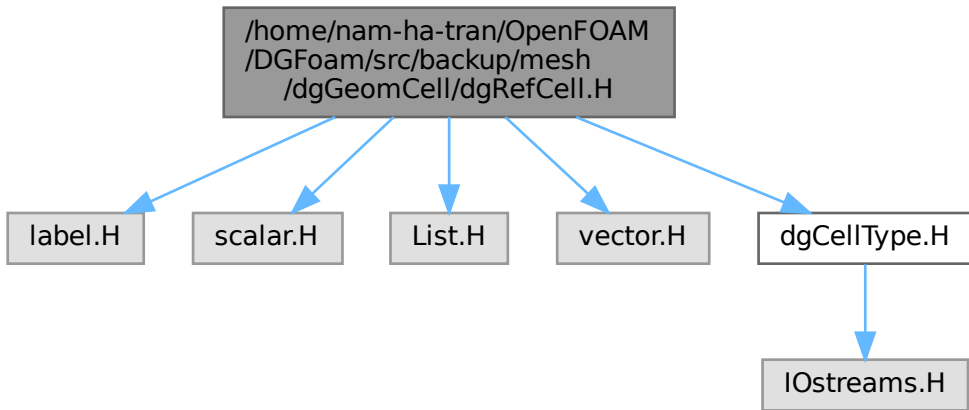 /home/nam-ha-tran/OpenFOAM
/DGFoam/src/backup/mesh
/dgGeomCell/dgRefCell.H
label.H
scalar.H
List.H
vector.H
dgCellType.H
IOstreams.H